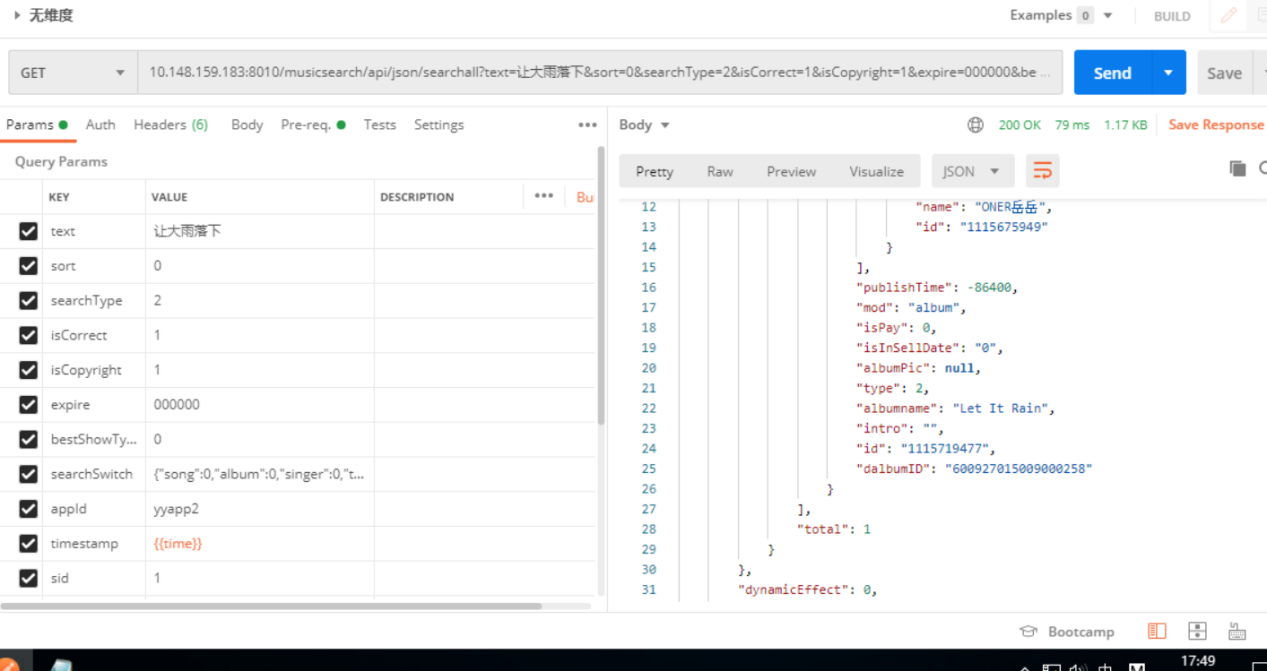 无维度
Examples 0
BUILD
GET
10.148.159.183:8010/musicsearch/api/json/searchall?text=让大雨落下&sort=0&searchType=2&isCorrect=1&isCopyright=1&expire=000000&be ...
Send
Save
Params
Auth
Headers (6)
Body
Pre-req.
Tests
Settings
Query Params
KEY VALUE DESCRIPTION Bu
text 让大雨落下
sort 0
searchType 2
isCorrect 1
isCopyright 1
expire 000000
bestShowTy... 0
searchSwitch {"song":0,"album":0,"singer":0,"t...
appId yyapp2
timestamp {{time}}
sid 1
Body
200 OK 79 ms 1.17 KB Save Response
Pretty Raw Preview Visualize JSON
12 "name": "ONER岳岳",
13 "id": "1115675949"
14 }
15 ],
16 "publishTime": -86400,
17 "mod": "album",
18 "isPay": 0,
19 "isInSellDate": "0",
20 "albumPic": null,
21 "type": 2,
22 "albumname": "Let It Rain",
23 "intro": "",
24 "id": "1115719477",
25 "dalbumID": "600927015009000258"
26 }
27 ],
28 "total": 1
29 }
30 },
31 "dynamicEffect": 0,
Bootcamp
中
M
17:49